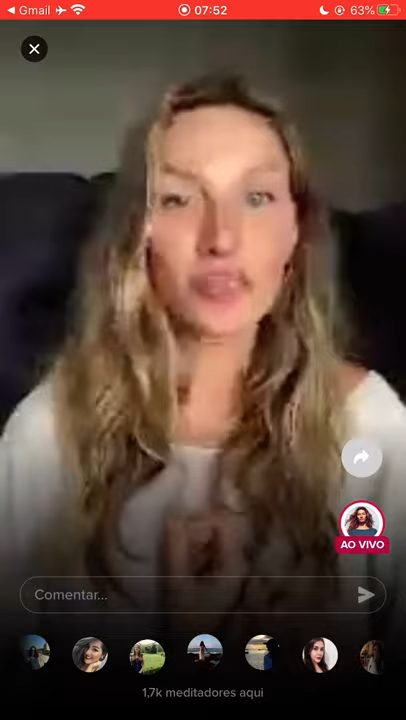 Gmail
07:52
63%
AO VIVO
Comentar...
1,7k meditadores aqui